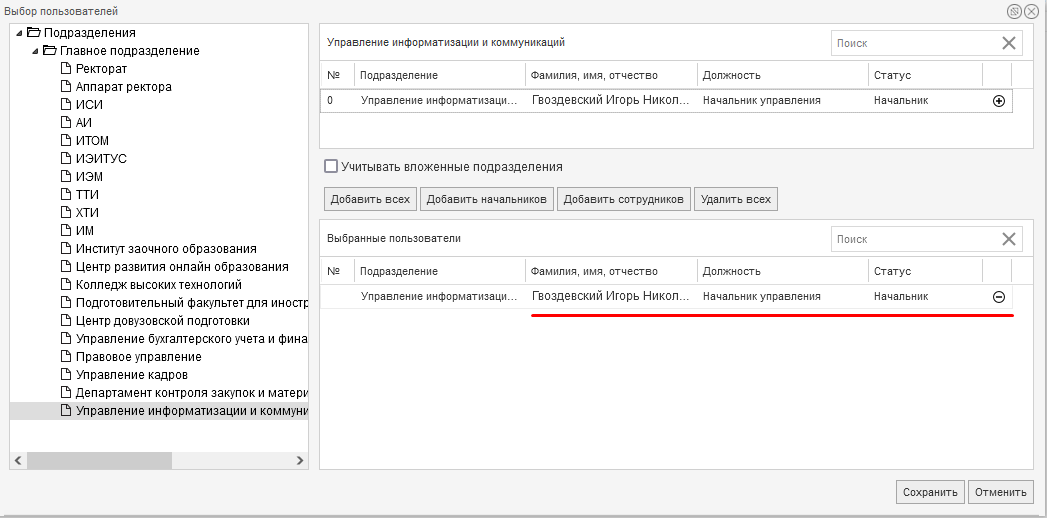 Выбор пользователей
Подразделения
Главное подразделение
Ректорат
Аппарат ректора
ИСИ
АИ
ИТОМ
ИЭИТУС
ИЭМ
ТТИ
ХТИ
ИМ
Институт заочного образования
Центр развития онлайн образования
Колледж высоких технологий
Подготовительный факультет для иностр
Центр довузовской подготовки
Управление бухгалтерского учета и фина
Правовое управление
Управление кадров
Департамент контроля закупок и матери
Управление информатизации и коммуни
Управление информатизации и коммуникаций Поиск
№ Подразделение Фамилия, имя, отчество Должность Статус
0 Управление информатизаци... Гвоздевский Игорь Никол... Начальник управления Начальник
Учитывать вложенные подразделения
Добавить всех Добавить начальников Добавить сотрудников Удалить всех
Выбранные пользователи Поиск
№ Подразделение Фамилия, имя, отчество Должность Статус
Управление информатизаци... Гвоздевский Игорь Никол... Начальник управления Начальник
Сохранить Отменить